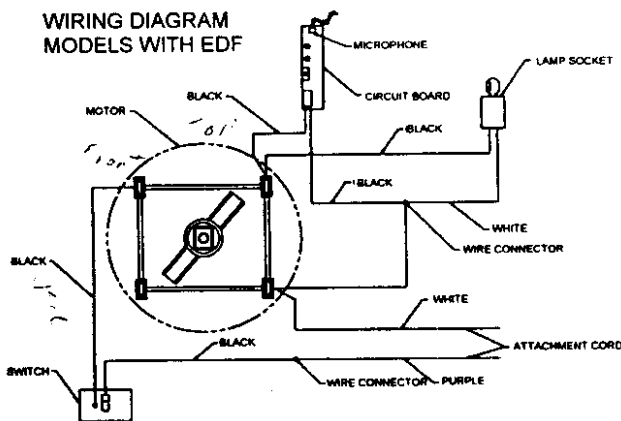 WIRING DIAGRAM
MODELS WITH EDF
MICROPHONE
LAMP SOCKET
BLACK
CIRCUIT BOARD
MOTOR
BLACK
BLACK
WHITE
WIRE CONNECTOR
BLACK
WHITE
ATTACHMENT CORD
BLACK
SWITCH
WIRE CONNECTOR
PURPLE